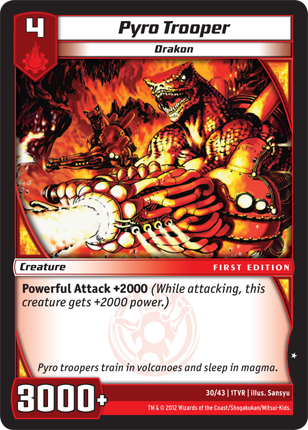 4
Pyro Trooper
Drakon
Creature
FIRST EDITION
Powerful Attack +2000 (While attacking, this
creature gets +2000 power.)
Pyro troopers train in volcanoes and sleep in magma.
3000+
30/43 | 1TVR | illus. Sansyu
TM & © 2012 Wizards of the Coast/Shogakukan/Mitsui-Kids.